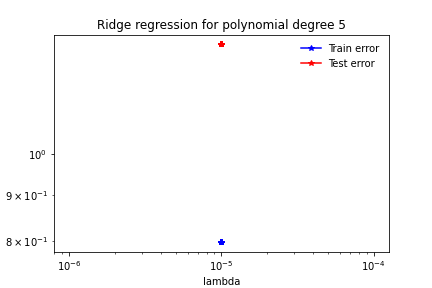 Ridge regression for polynomial degree 5
Train error
Test error
10⁰
9 × 10⁻¹
8 × 10⁻¹
10⁻⁶ 10⁻⁵ 10⁻⁴
lambda